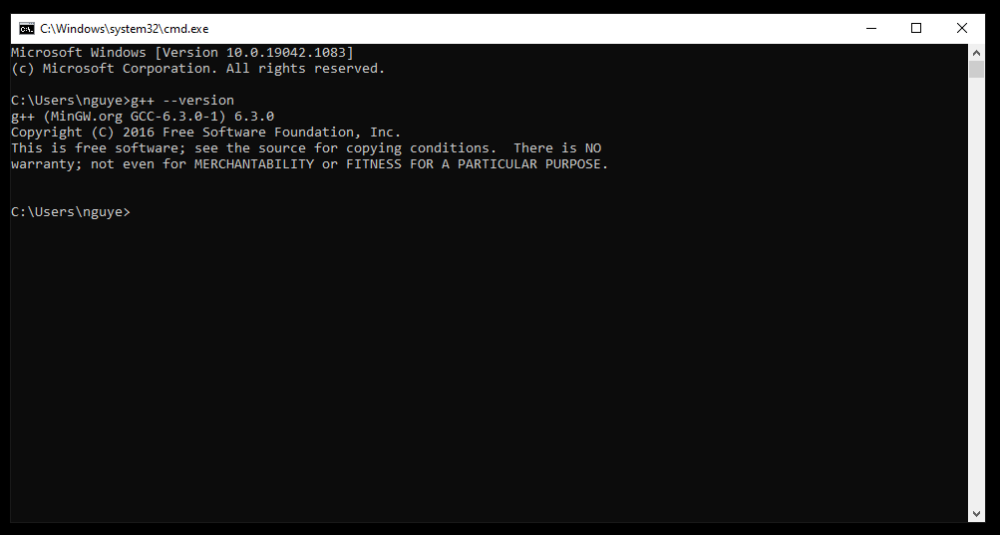 C:\Windows\system32\cmd.exe
Microsoft Windows [Version 10.0.19042.1083]
(c) Microsoft Corporation. All rights reserved.
C:\Users\nguye>g++ --version
g++ (MinGW.org GCC-6.3.0-1) 6.3.0
Copyright (C) 2016 Free Software Foundation, Inc.
This is free software; see the source for copying conditions.  There is NO
warranty; not even for MERCHANTABILITY or FITNESS FOR A PARTICULAR PURPOSE.
C:\Users\nguye>